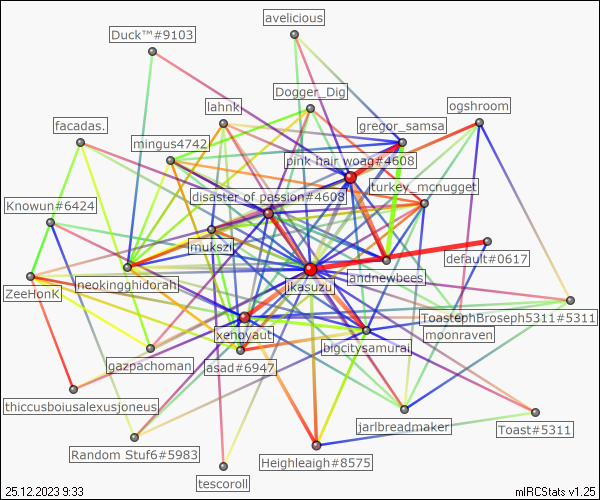 avelicious
Duck™#9103
Dogger_Dig
lahnk
ogshroom
facadas.
gregor_samsa
mingus4742
pink hair woag#4608
turkey_mcnugget
disaster of passion#4608
Knowun#6424
mukszi
default#0617
andnewbees
neokingghidorah
jikasuzu
ZeeHonK
ToastephBroseph5311#5311
xenoyaut
moonraven
bigcitysamurai
gazpachoman
asad#6947
thiccusboiusalexusjoneus
jarlbreadmaker
Toast#5311
Random Stuf6#5983
Heighleaigh#8575
tescoroll
25.12.2023 9:33
mIRCStats v1.25